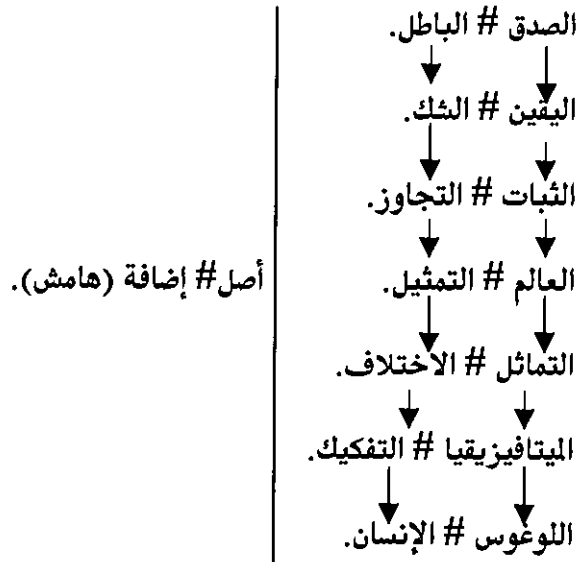 الصدق # الباطل.
اليقين # الشك.
الثبات # التجاوز.
العالم # التمثيل.
أصل# إضافة (هامش).
التماثل # الاختلاف.
الميتافيزيقيا # التفكيك.
اللوغوس # الإنسان.